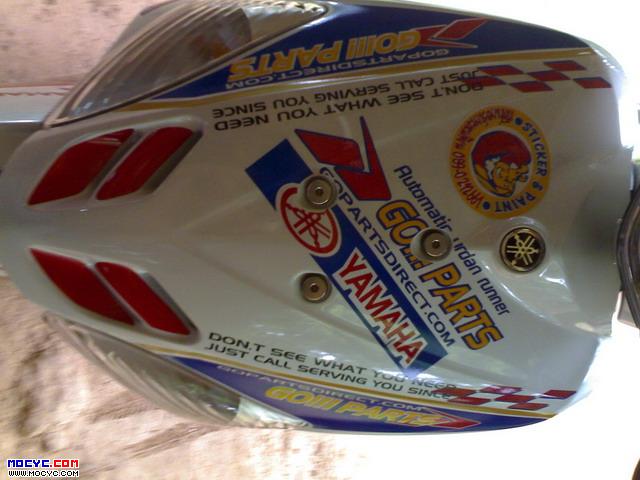 GO!!! PARTS
GOPARTSDIRECT.COM
DON,T SEE WHAT YOU NEED
JUST CALL SERVING YOU SINCE
STICKER & PAINT
Automatic urdan runner
GO!!! PARTS
GOPARTSDIRECT.COM
YAMAHA
DON,T SEE WHAT YOU NEED
JUST CALL SERVING YOU SINCE
GOPARTSDIRECT.COM
GO!!! PARTS
MOCYC.COM
www.MOCYC.COM